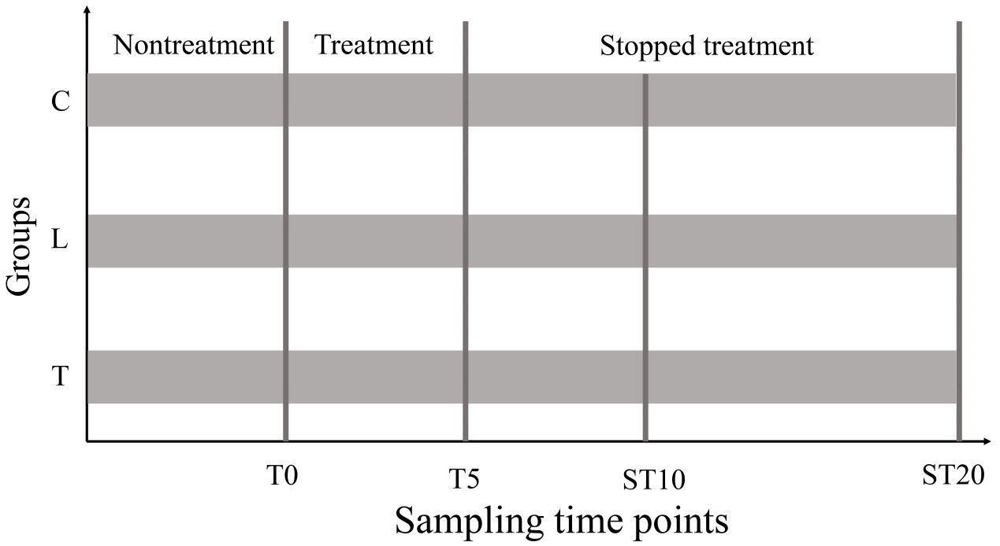 Nontreatment
Treatment
Stopped treatment
C
L
T
Groups
T0
T5
ST10
ST20
Sampling time points